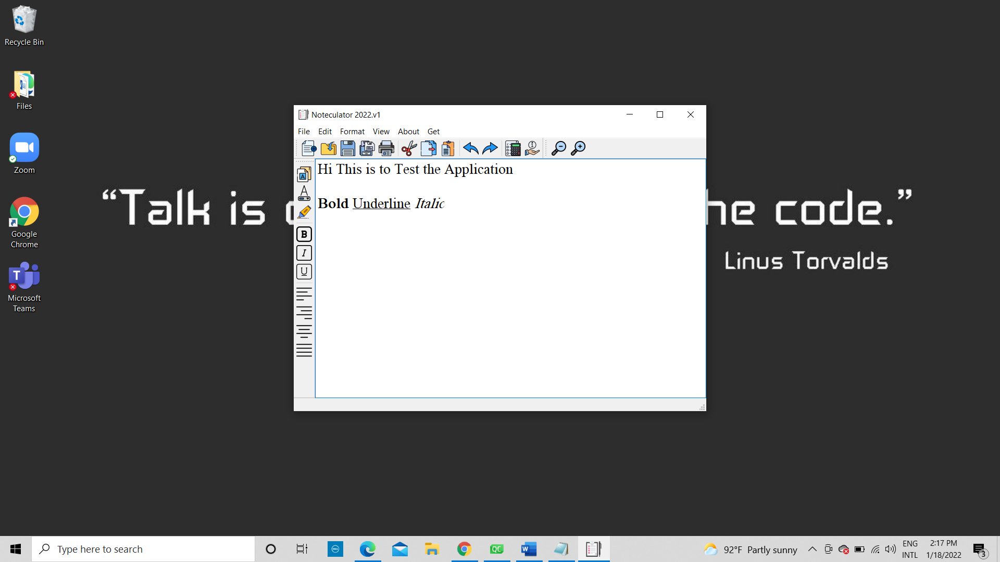 Recycle Bin
Files
Zoom
Google
Chrome
Microsoft
Teams
“Talk is
he code.”
Linus Torvalds
Noteculator 2022.v1
File Edit Format View About Get
Hi This is to Test the Application
Bold Underline Italic
B
I
U
Type here to search
DELL
QC
W
92°F Partly sunny
ENG
INTL
2:17 PM
1/18/2022
3